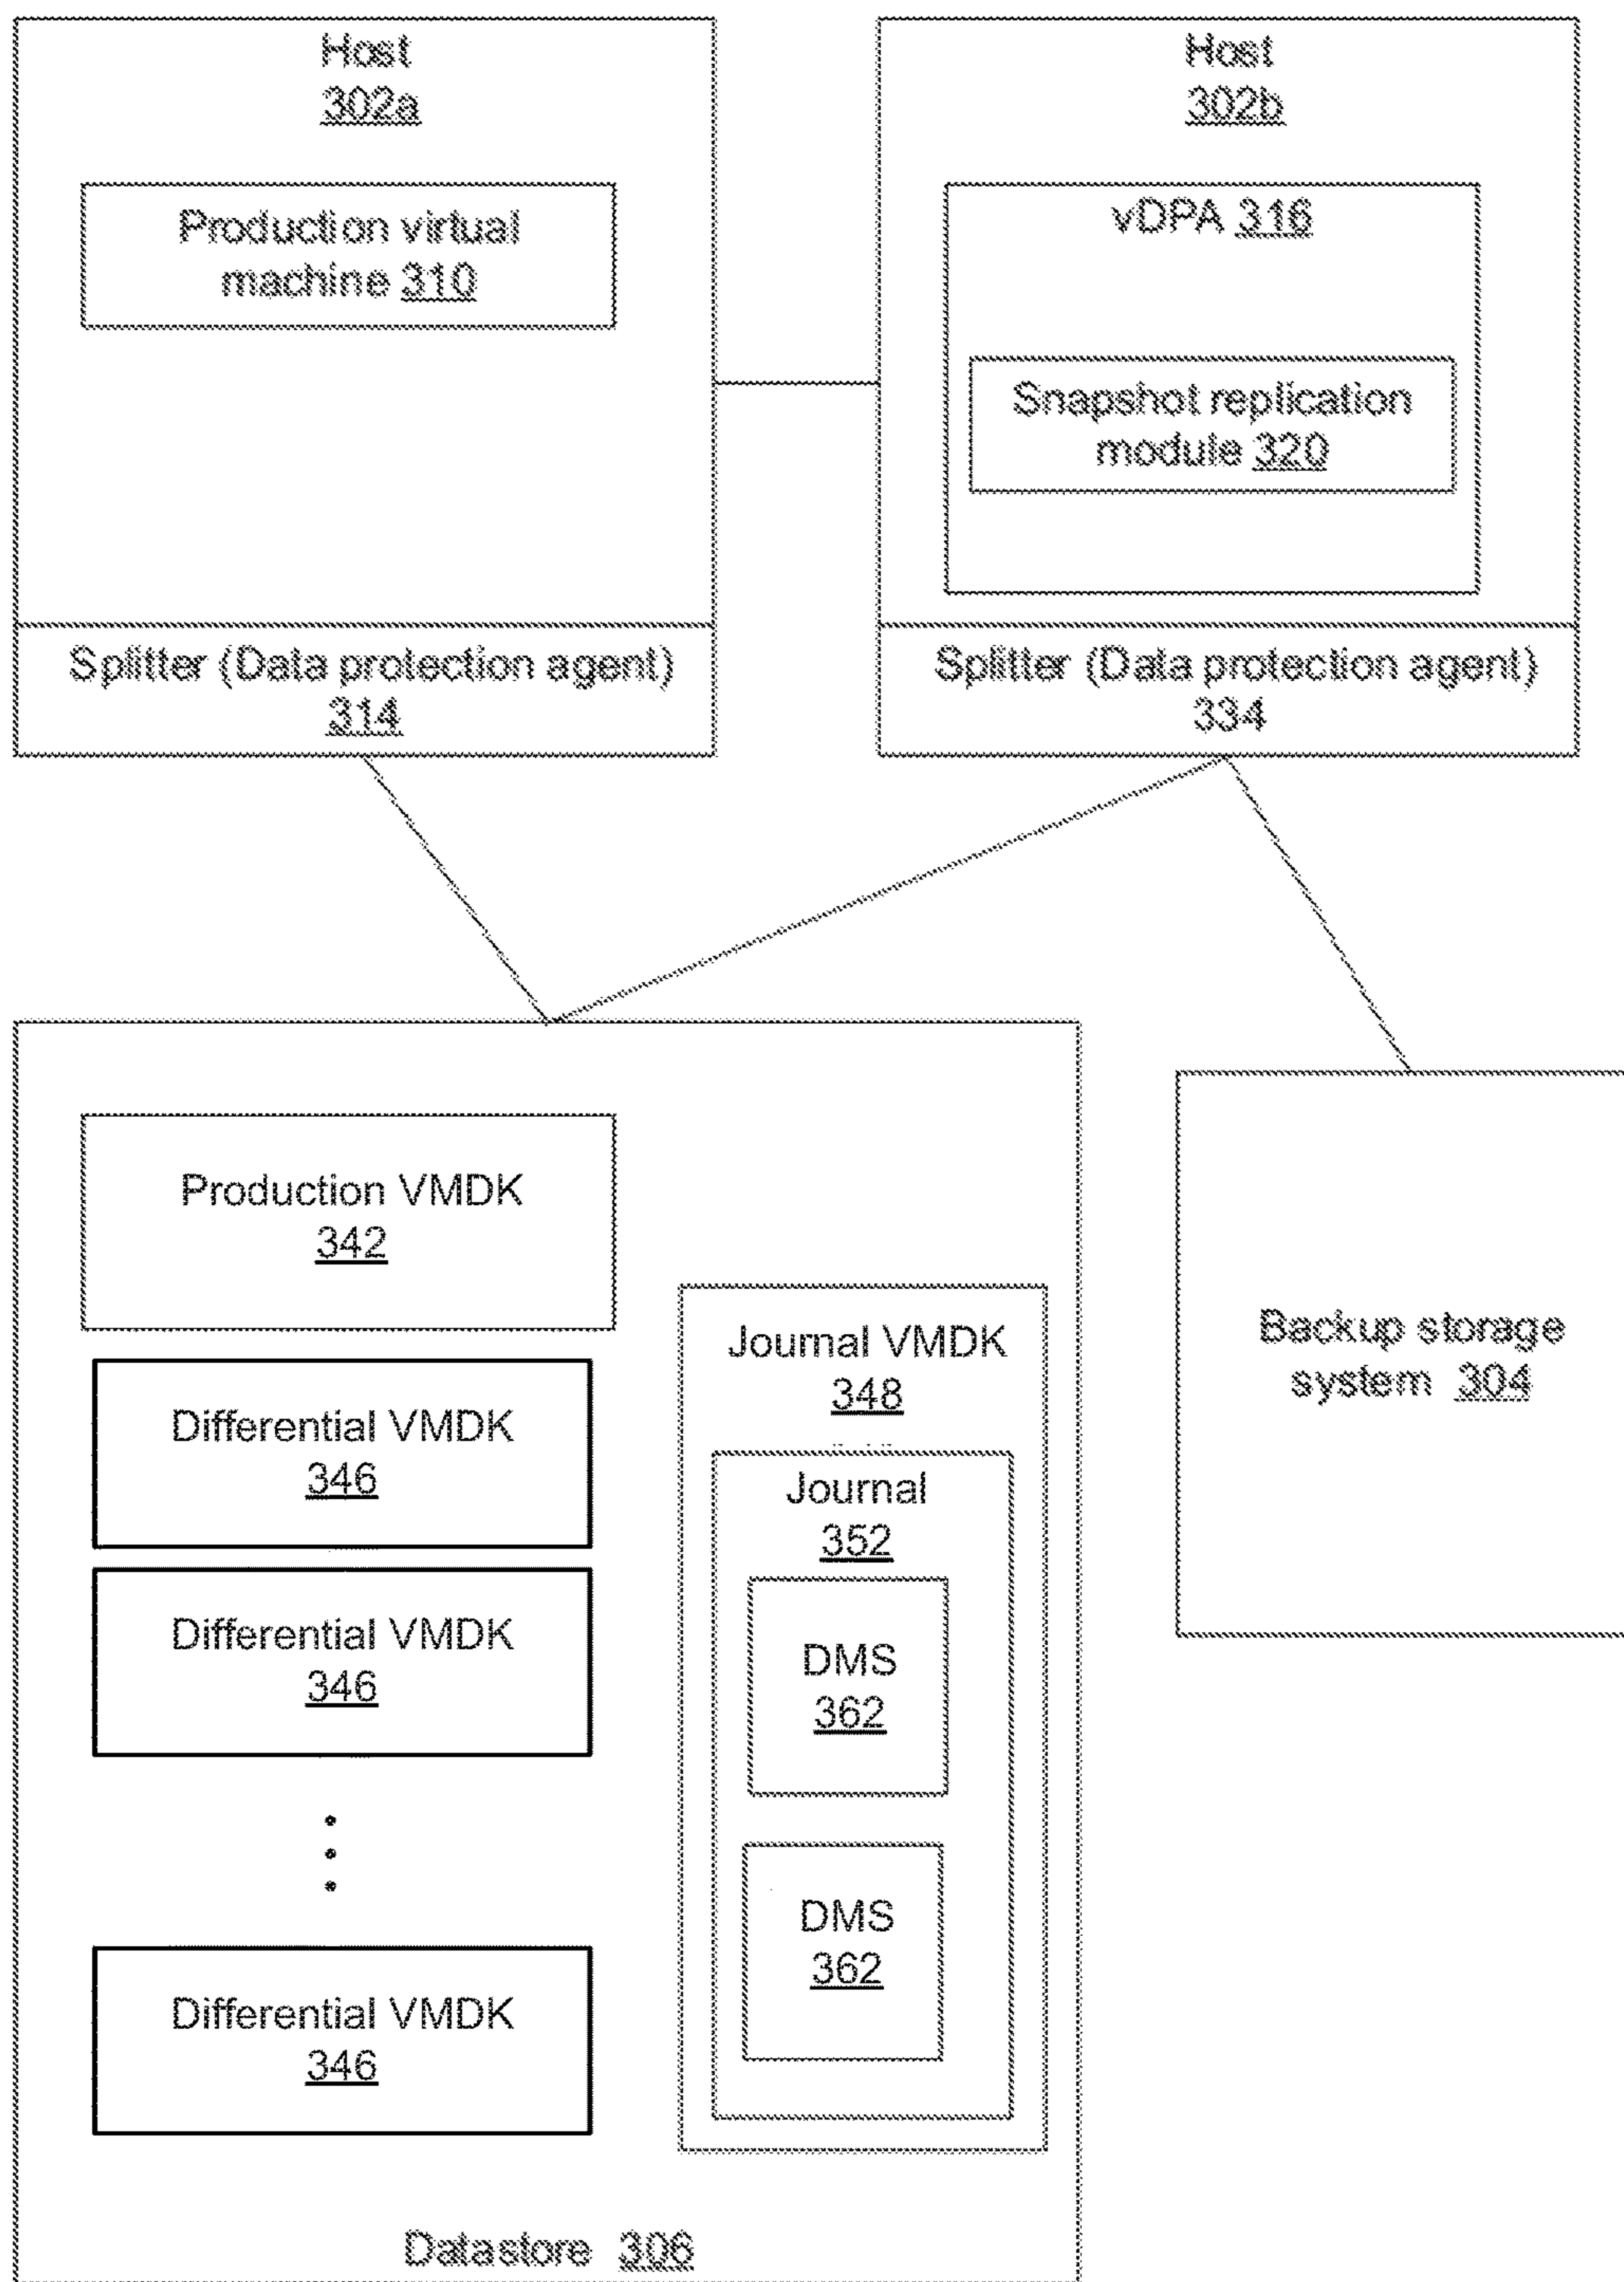 Host
302a
Production virtual
machine 310
Splitter (Data protection agent)
314
Host
302b
vDPA 316
Snapshot replication
module 320
Splitter (Data protection agent)
334
Production VMDK
342
Differential VMDK
346
Differential VMDK
346
Differential VMDK
346
Journal VMDK
348
Journal
352
DMS
362
DMS
362
Datastore 306
Backup storage
system 304